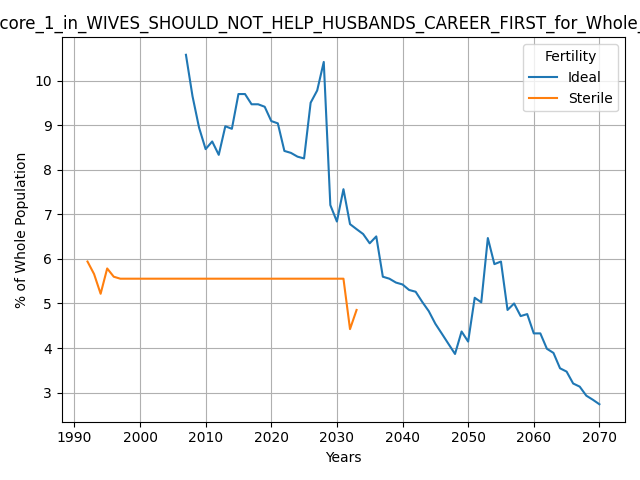 core_1_in_WIVES_SHOULD_NOT_HELP_HUSBANDS_CAREER_FIRST_for_Whole_
Fertility
Ideal
Sterile
% of Whole Population
10
9
8
7
6
5
4
3
1990 2000 2010 2020 2030 2040 2050 2060 2070
Years